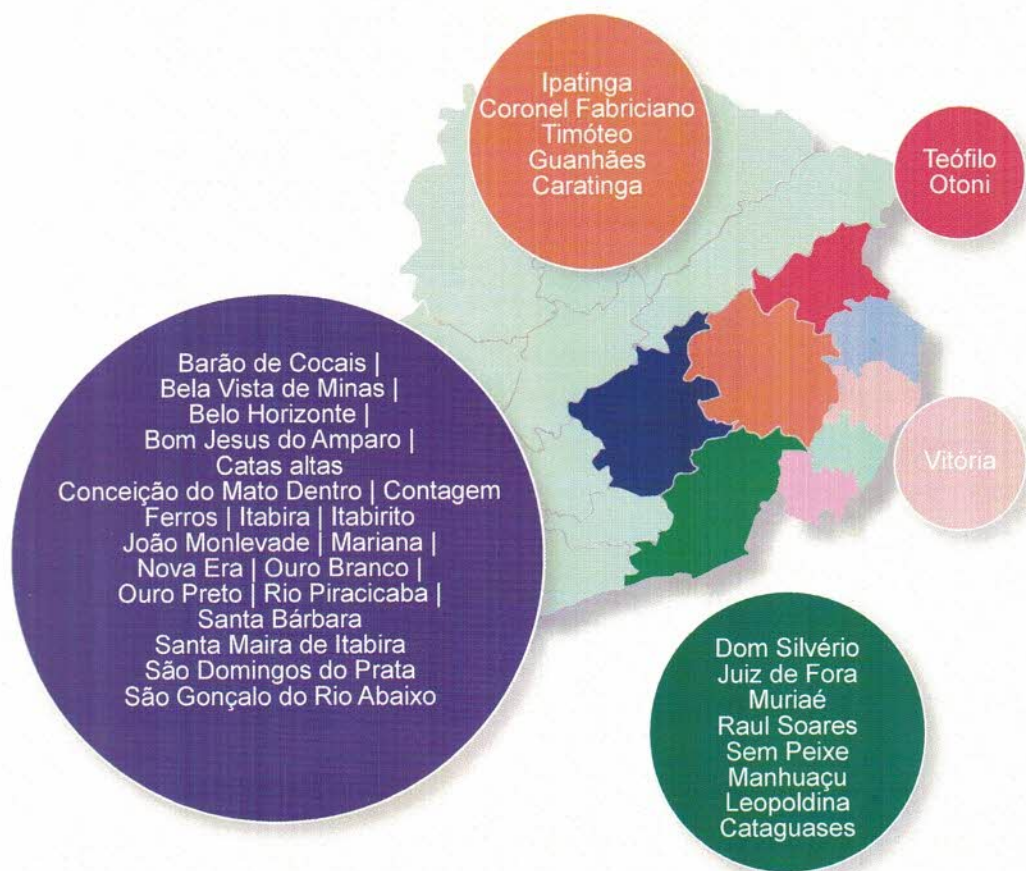 Ipatinga
Coronel Fabriciano
Timóteo
Guanhães
Caratinga
Teófilo
Otoni
Barão de Cocais |
Bela Vista de Minas |
Belo Horizonte |
Bom Jesus do Amparo |
Catas altas
Conceição do Mato Dentro | Contagem
Ferros | Itabira | Itabirito
João Monlevade | Mariana |
Nova Era | Ouro Branco |
Ouro Preto | Rio Piracicaba |
Santa Bárbara
Santa Maira de Itabira
São Domingos do Prata
São Gonçalo do Rio Abaixo
Vitória
Dom Silvério
Juiz de Fora
Muriaé
Raul Soares
Sem Peixe
Manhuaçu
Leopoldina
Cataguases